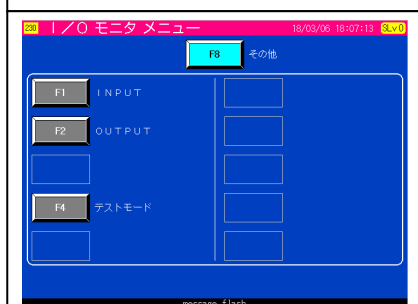 230 I/O モニタ メニュー 18/03/06 18:07:13 SLv0
F8 その他
F1 INPUT
F2 OUTPUT
F4 テストモード
message flash